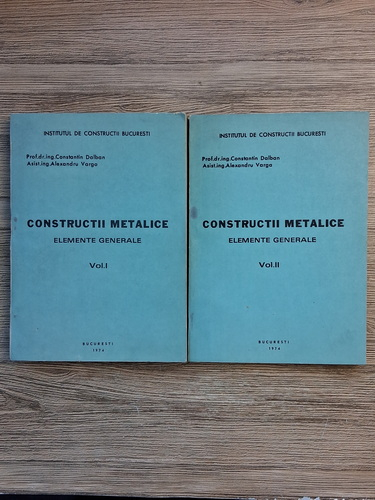 INSTITUTUL DE CONSTRUCTII BUCURESTI
Prof.dr.ing.Constantin Dalban
Asist.ing.Alexandru Varga
CONSTRUCTII METALICE
ELEMENTE GENERALE
Vol.I
BUCURESTI
1976
INSTITUTUL DE CONSTRUCTII BUCURESTI
Prof.dr.ing.Constantin Dalban
Asist.ing.Alexandru Varga
CONSTRUCTII METALICE
ELEMENTE GENERALE
Vol.II
BUCURESTI
1976